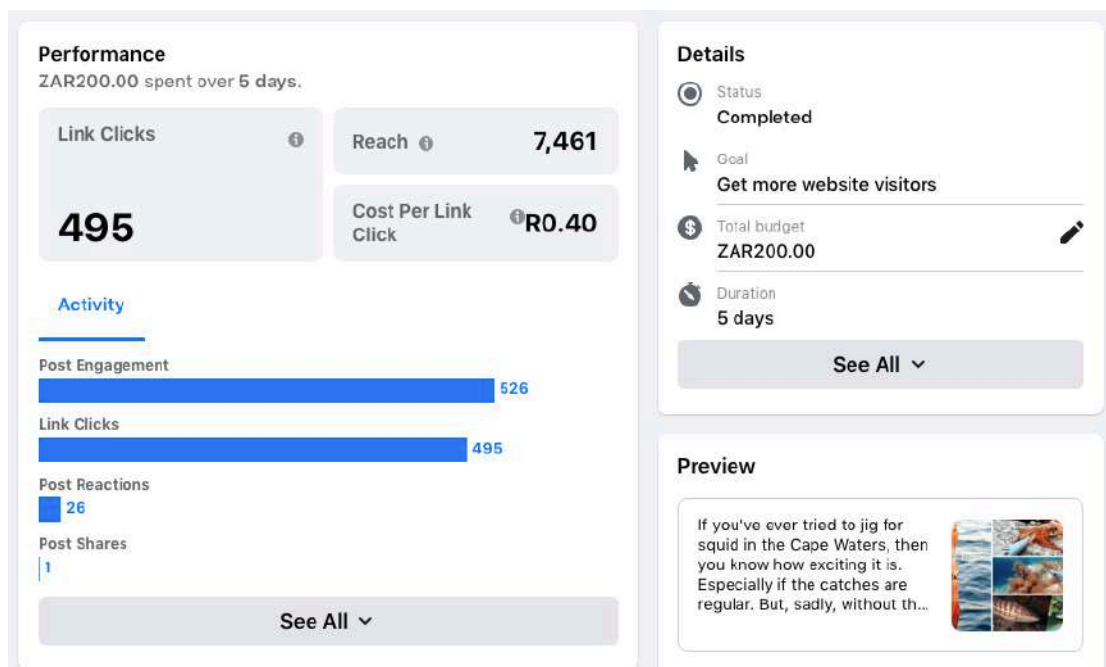 Performance
ZAR200.00 spent over 5 days.
Link Clicks
495
Reach
7,461
Cost Per Link
Click
R0.40
Activity
Post Engagement
526
Link Clicks
495
Post Reactions
26
Post Shares
1
See All
Details
Status
Completed
Goal
Get more website visitors
Total budget
ZAR200.00
Duration
5 days
See All
Preview
If you've ever tried to jig for
squid in the Cape Waters, then
you know how exciting it is.
Especially if the catches are
regular. But, sadly, without th...